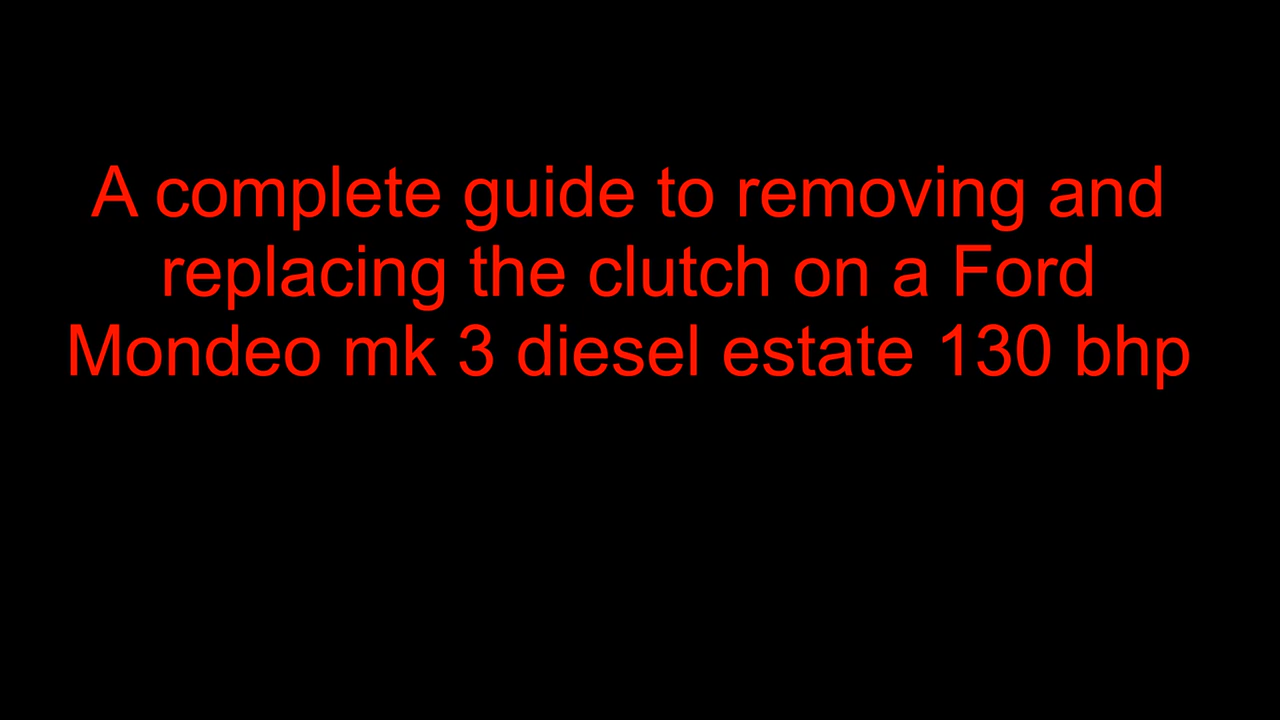 A complete guide to removing and
replacing the clutch on a Ford
Mondeo mk 3 diesel estate 130 bhp